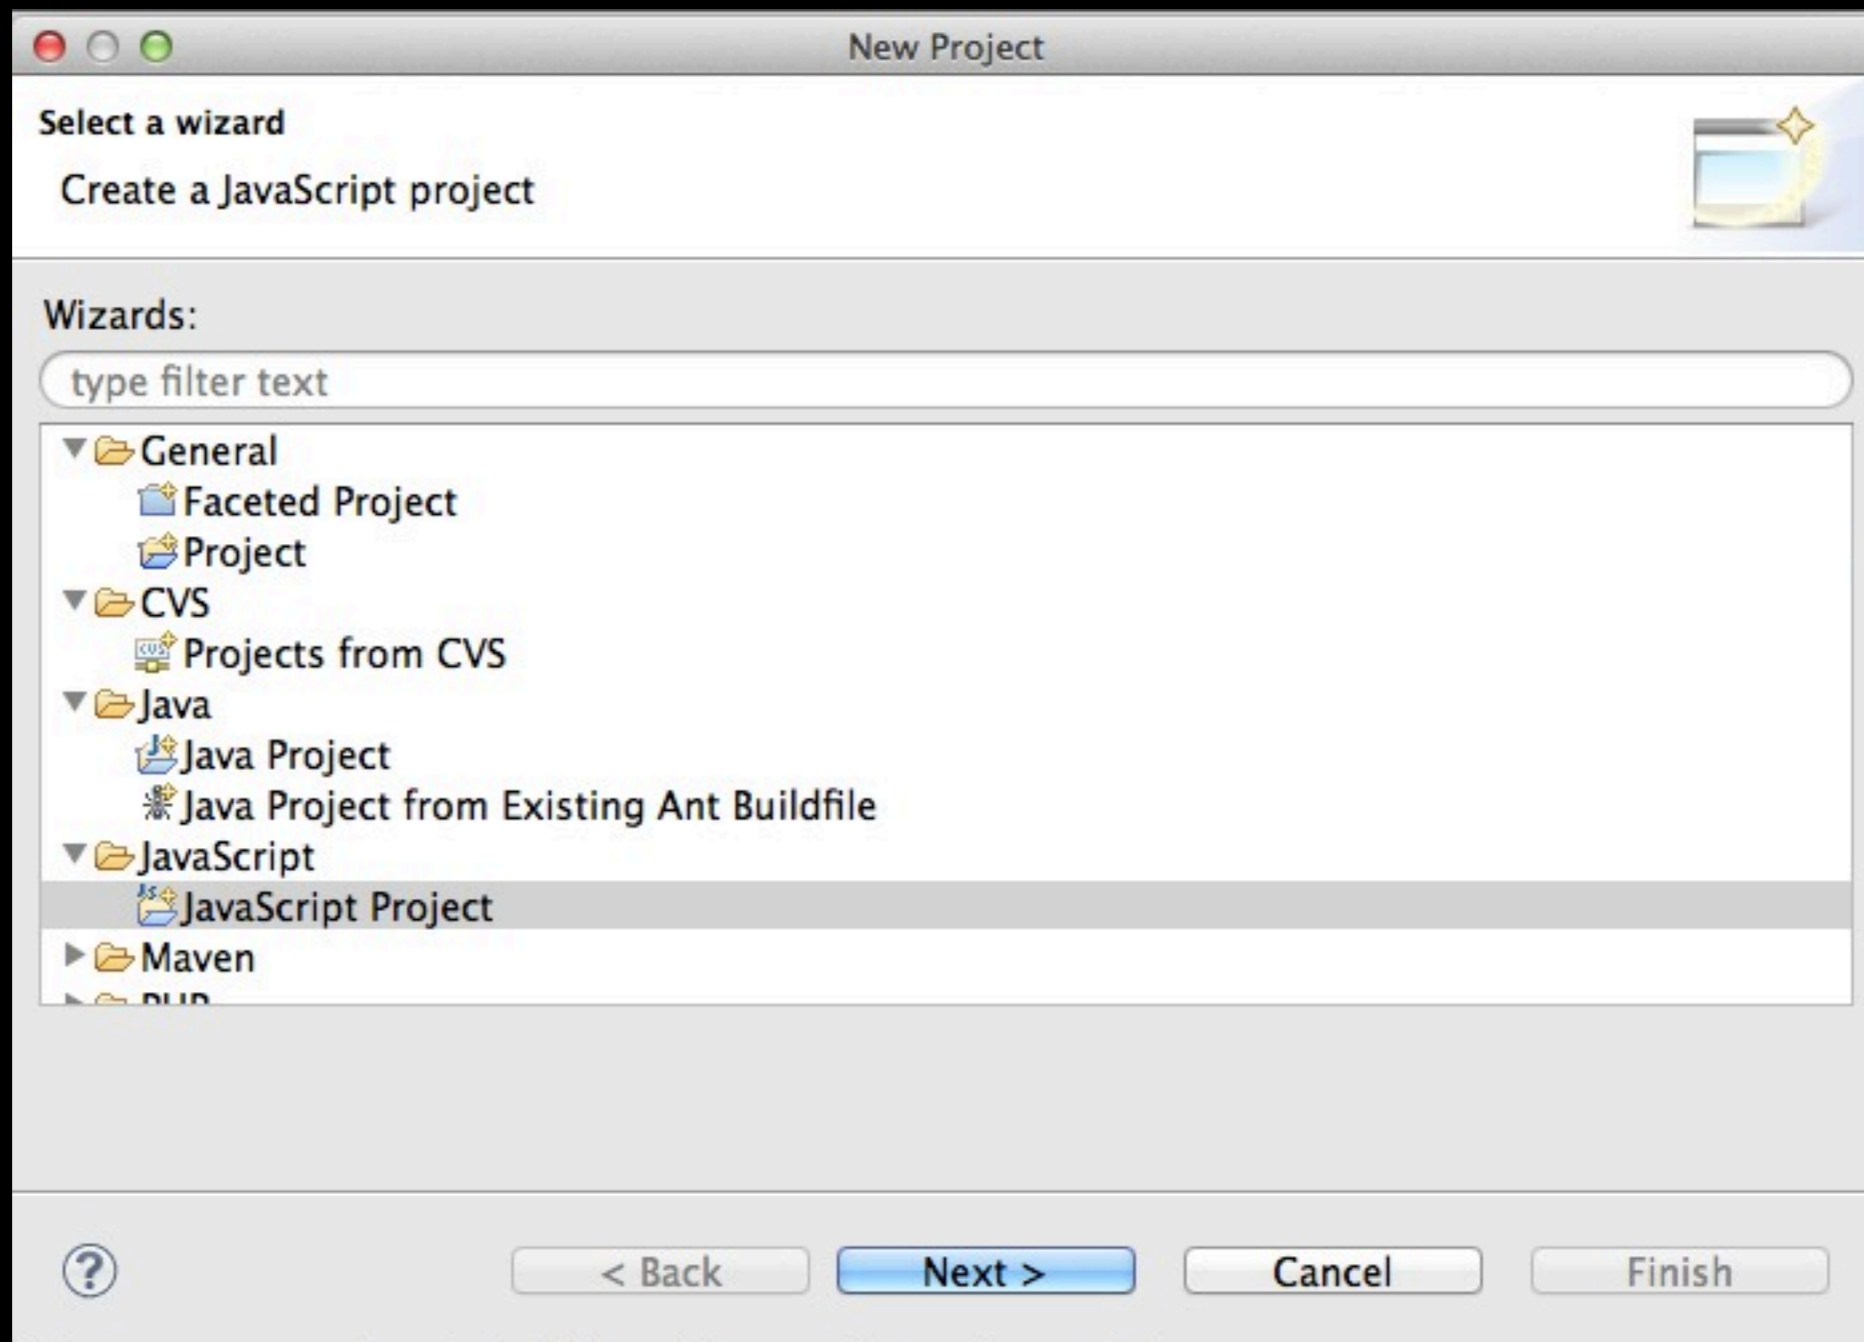 New Project
Select a wizard
Create a JavaScript project
Wizards:
type filter text
General
Faceted Project
Project
CVS
Projects from CVS
Java
Java Project
Java Project from Existing Ant Buildfile
JavaScript
JavaScript Project
Maven
PHP
< Back
Next >
Cancel
Finish